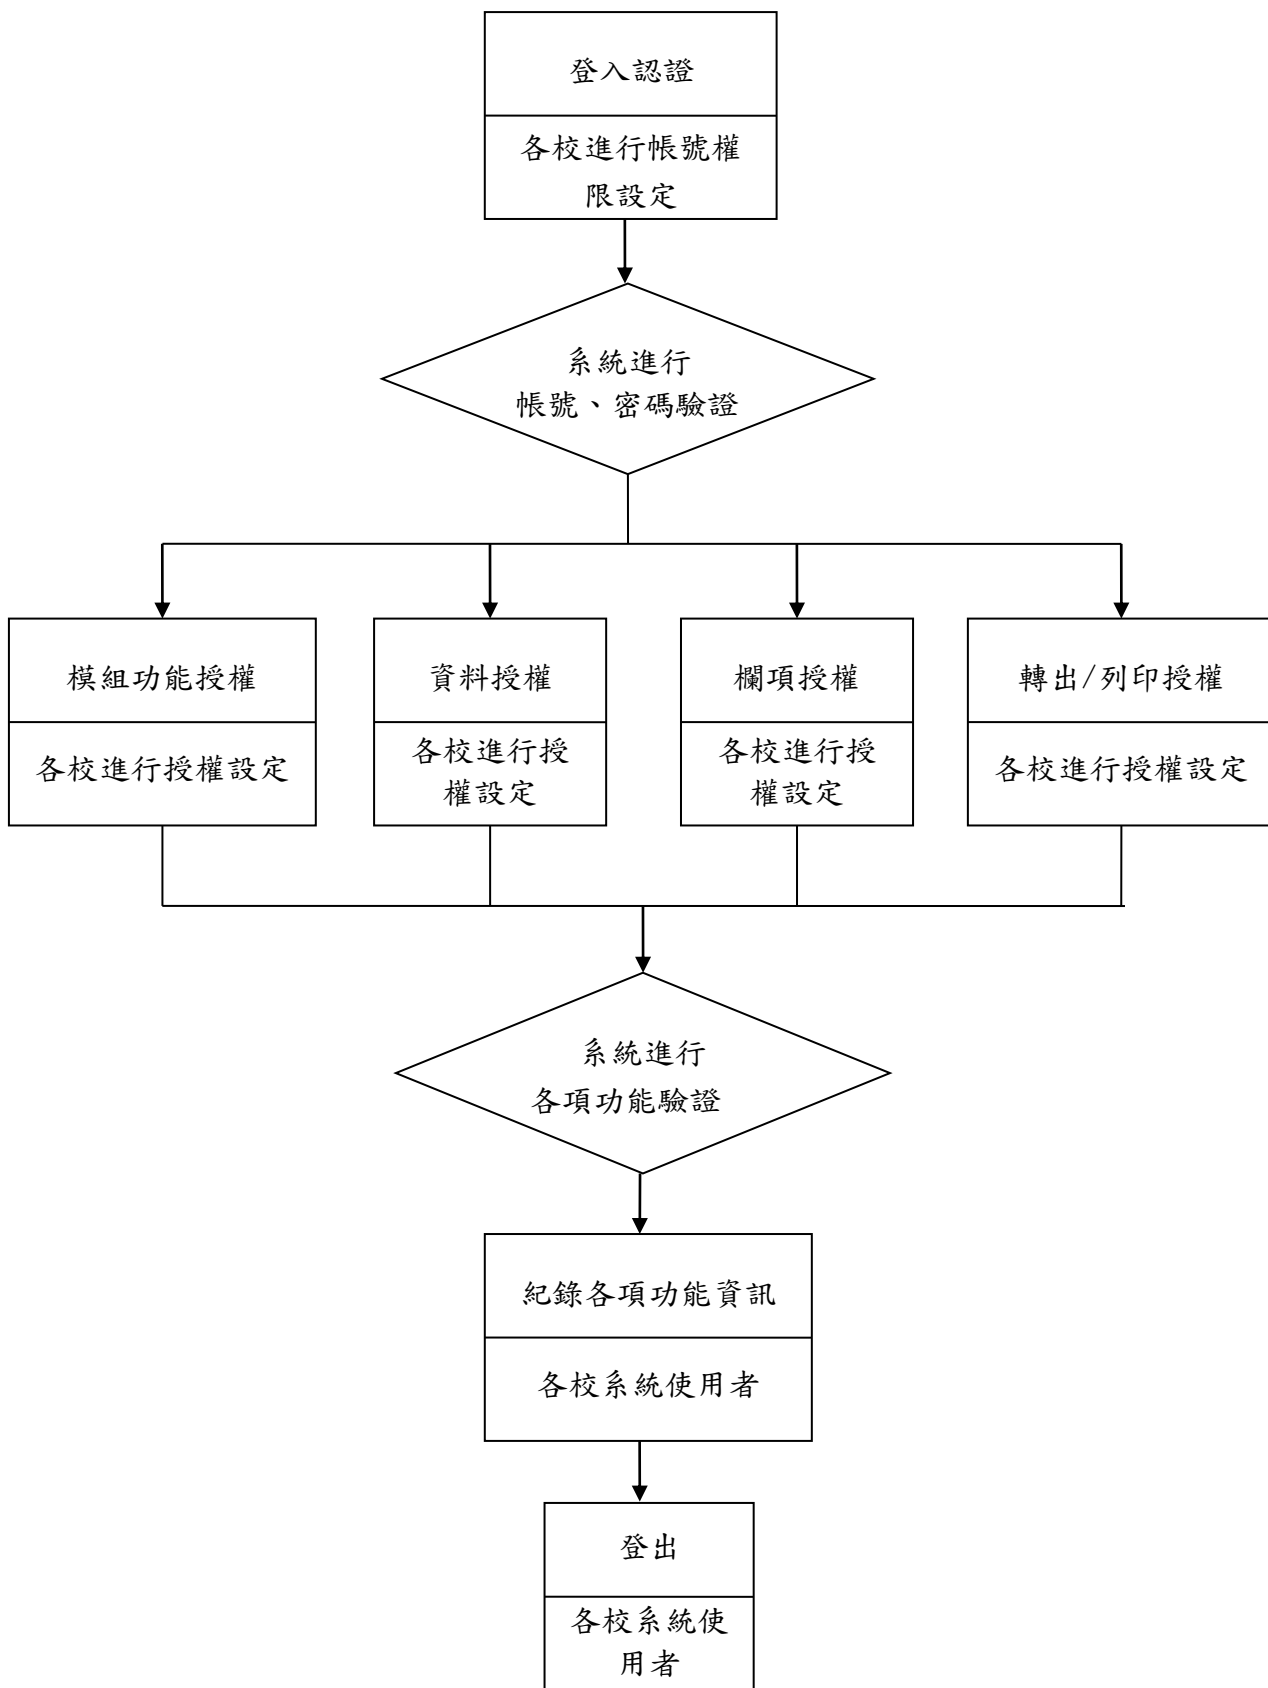 登入認證
各校進行帳號權
限設定
系統進行
帳號、密碼驗證
模組功能授權
各校進行授權設定
資料授權
各校進行授
權設定
欄項授權
各校進行授
權設定
轉出/列印授權
各校進行授權設定
系統進行
各項功能驗證
紀錄各項功能資訊
各校系統使用者
登出
各校系統使
用者